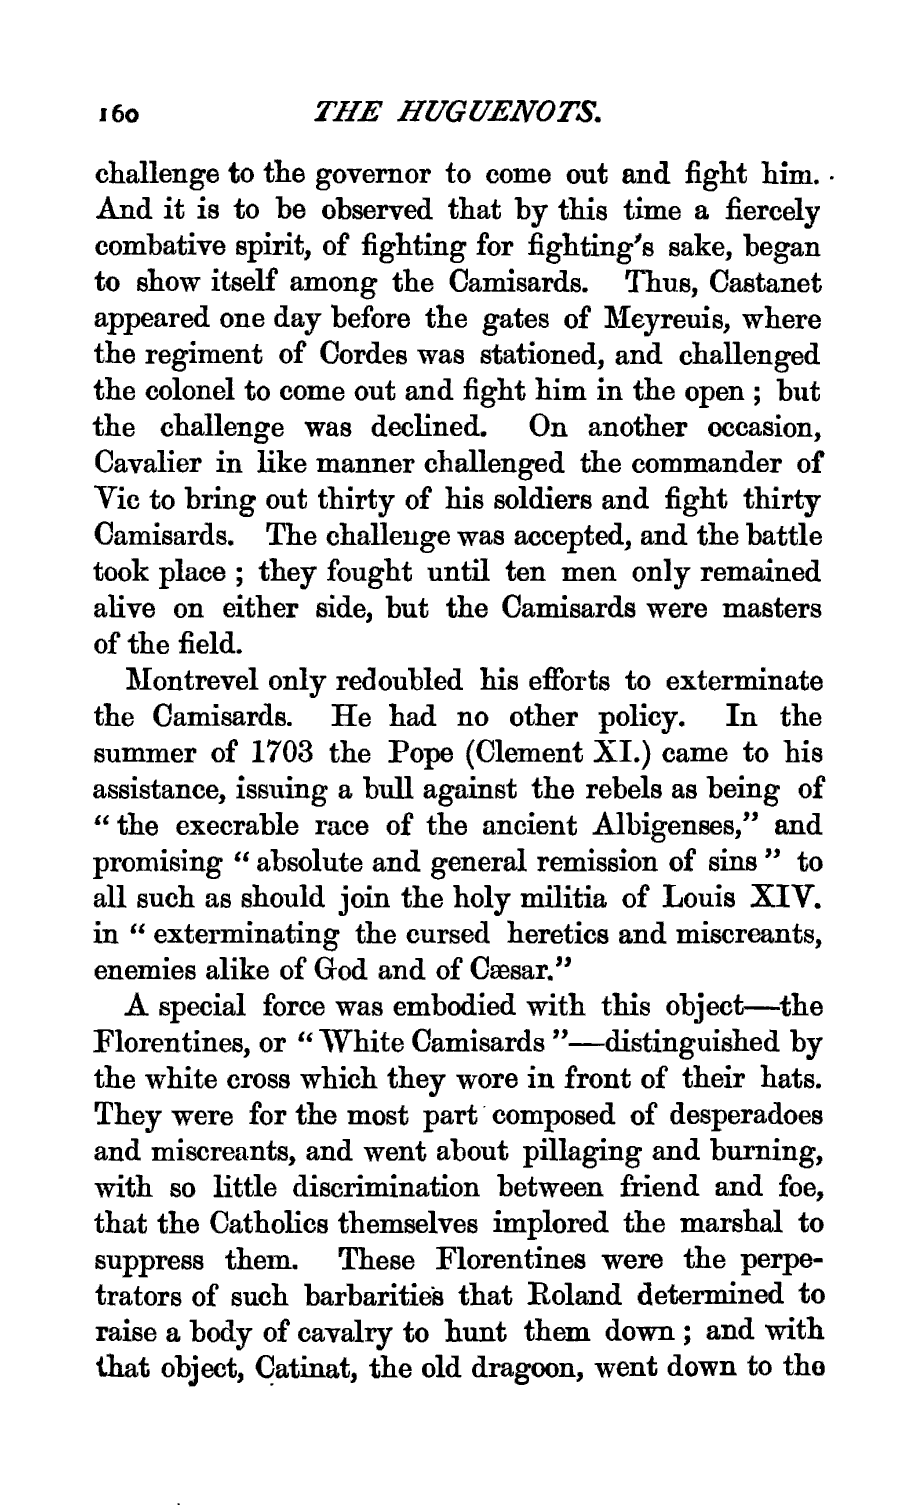 160 THE HUGUENOTS.
challenge to the governor to come out and fight him.
And it is to be observed that by this time a fiercely
combative spirit, of fighting for fighting's sake, began
to show itself among the Camisards. Thus, Castanet
appeared one day before the gates of Meyreuis, where
the regiment of Cordes was stationed, and challenged
the colonel to come out and fight him in the open ; but
the challenge was declined. On another occasion,
Cavalier in like manner challenged the commander of
Vic to bring out thirty of his soldiers and fight thirty
Camisards. The challenge was accepted, and the battle
took place ; they fought until ten men only remained
alive on either side, but the Camisards were masters
of the field.
Montrevel only redoubled his efforts to exterminate
the Camisards. He had no other policy. In the
summer of 1703 the Pope (Clement XI.) came to his
assistance, issuing a bull against the rebels as being of
“ the execrable race of the ancient Albigenses,” and
promising “ absolute and general remission of sins ” to
all such as should join the holy militia of Louis XIV.
in “ exterminating the cursed heretics and miscreants,
enemies alike of God and of Cæsar.”
A special force was embodied with this object—the
Florentines, or “ White Camisards ”—distinguished by
the white cross which they wore in front of their hats.
They were for the most part composed of desperadoes
and miscreants, and went about pillaging and burning,
with so little discrimination between friend and foe,
that the Catholics themselves implored the marshal to
suppress them. These Florentines were the perpe-
trators of such barbarities that Roland determined to
raise a body of cavalry to hunt them down ; and with
that object, Catinat, the old dragoon, went down to the